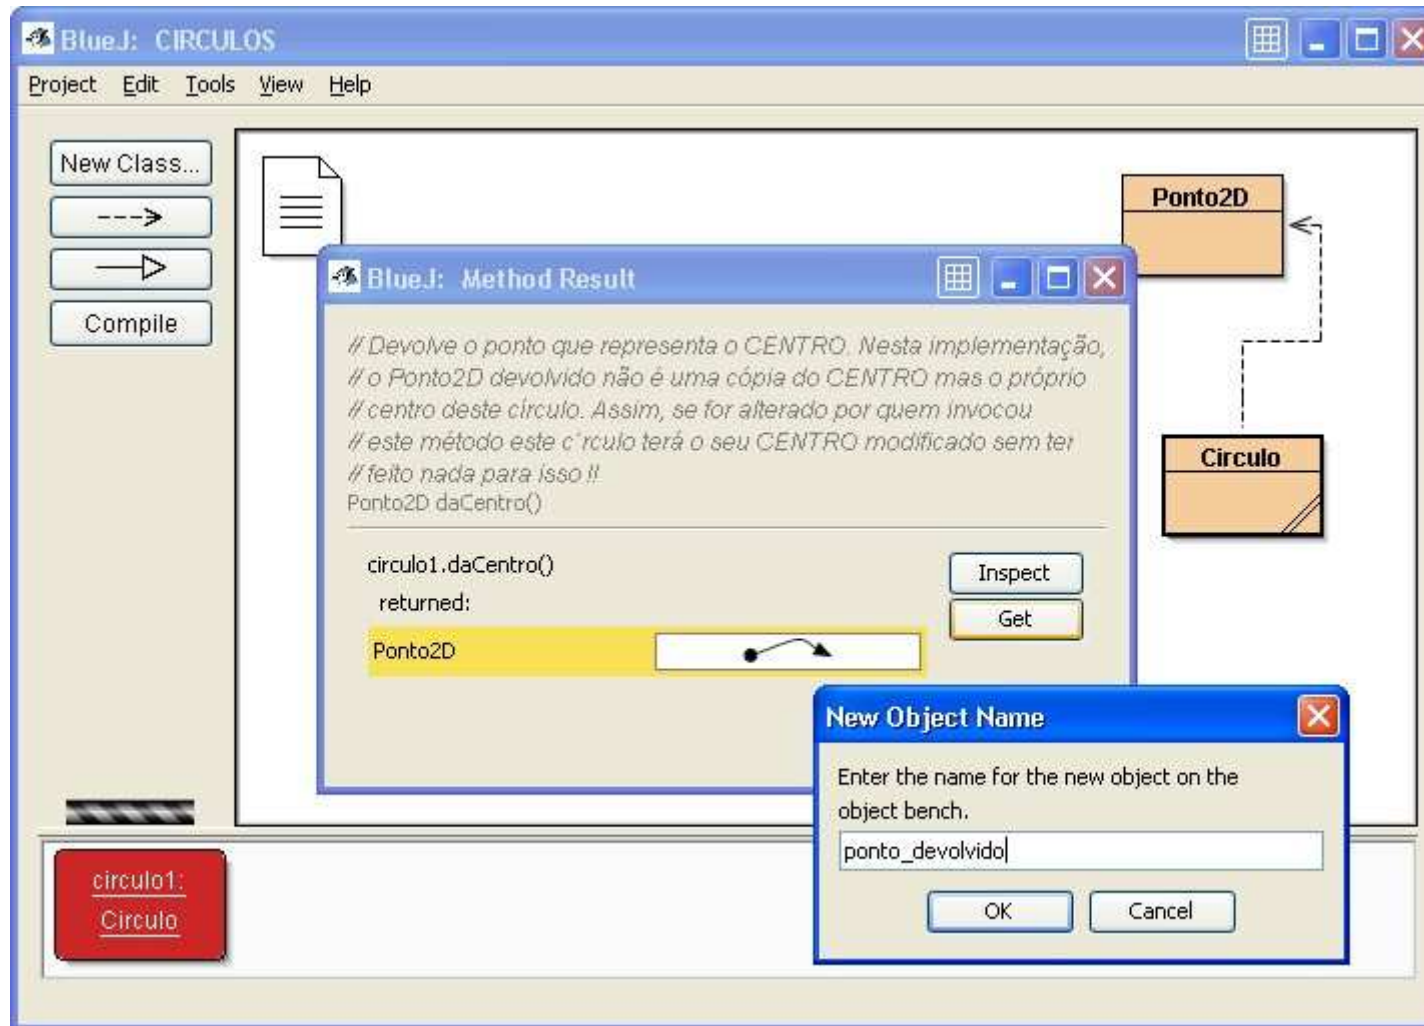 BlueJ: CIRCULOS
Project Edit Tools View Help
New Class...
Compile
Ponto2D
Circulo
BlueJ: Method Result
// Devolve o ponto que representa o CENTRO. Nesta implementação,
// o Ponto2D devolvido não é uma cópia do CENTRO mas o próprio
// centro deste círculo. Assim, se for alterado por quem invocou
// este método este c´rculo terá o seu CENTRO modificado sem ter
// feito nada para isso !!
Ponto2D daCentro()
circulo1.daCentro()
returned:
Ponto2D
Inspect
Get
New Object Name
Enter the name for the new object on the
object bench.
ponto_devolvido
OK Cancel
circulo1:
Circulo